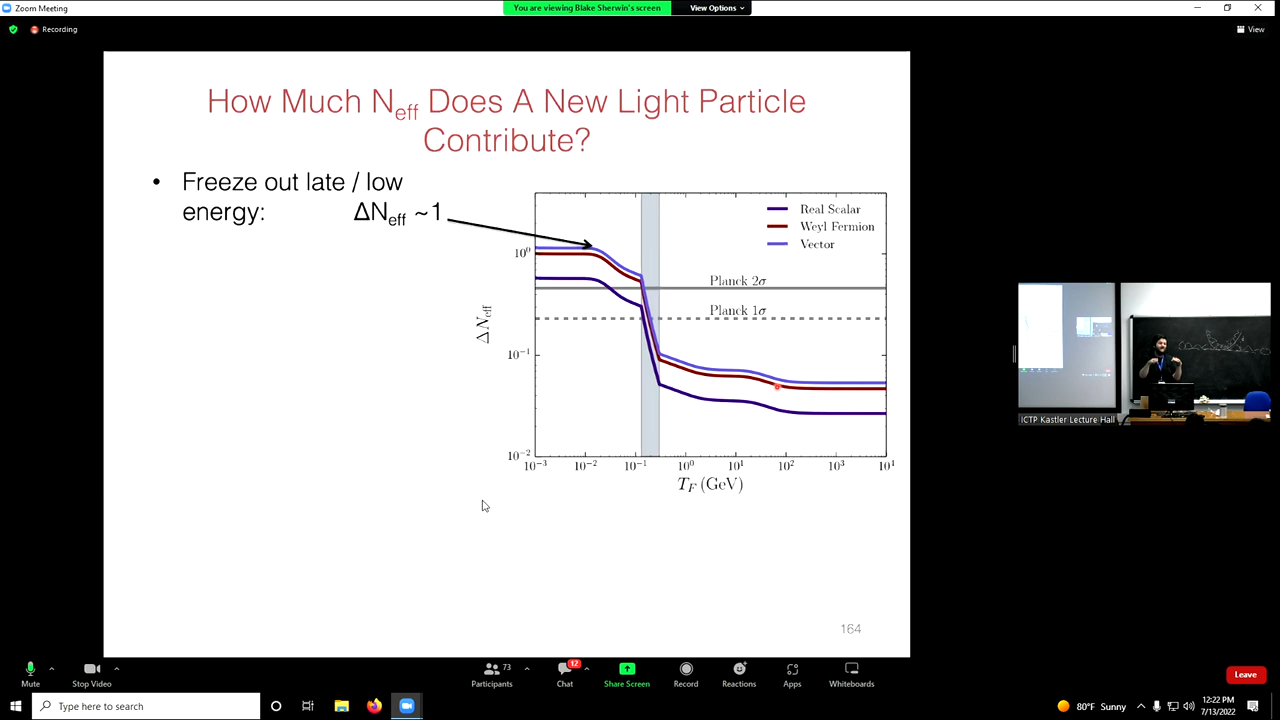 Zoom Meeting
You are viewing Blake Sherwin's screen
View Options
Recording
View
How Much Neff Does A New Light Particle
Contribute?
• Freeze out late / low
energy: ΔNeff ~1
Real Scalar
Weyl Fermion
Vector
Planck 2σ
Planck 1σ
10⁰
10⁻¹
10⁻²
ΔNeff
10⁻³ 10⁻² 10⁻¹ 10⁰ 10¹ 10² 10³ 10¹
TF (GeV)
164
ICTP Kastler Lecture Hall
Mute
Stop Video
Participants
73
Chat
12
Share Screen
Record
Reactions
Apps
Whiteboards
Leave
Type here to search
80°F Sunny
12:22 PM
7/13/2022